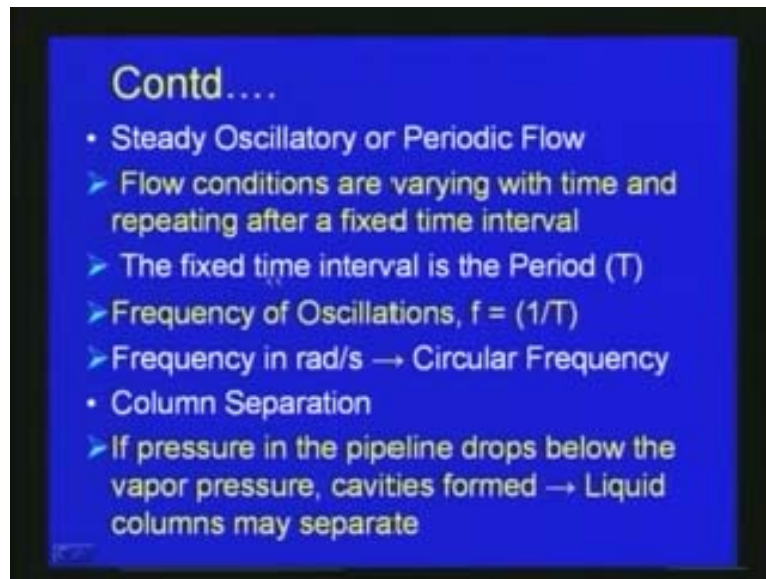 Contd....
• Steady Oscillatory or Periodic Flow
➢ Flow conditions are varying with time and
repeating after a fixed time interval
➢ The fixed time interval is the Period (T)
➢Frequency of Oscillations, f = (1/T)
➢Frequency in rad/s → Circular Frequency
• Column Separation
➢If pressure in the pipeline drops below the
vapor pressure, cavities formed → Liquid
columns may separate